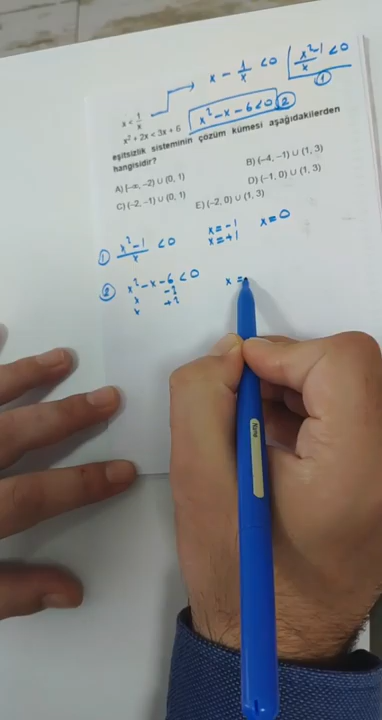 x - 1/x < 0
x²-1/x < 0
①
x < 1/x
x² + 2x < 3x + 6
x² - x - 6 < 0 ②
eşitsizlik sisteminin çözüm kümesi aşağıdakilerden
hangisidir?
A) (-∞, -2) ∪ (0, 1)
B) (-4, -1) ∪ (1, 3)
C) (-2, -1) ∪ (0, 1)
D) (-1, 0) ∪ (1, 3)
E) (-2, 0) ∪ (1, 3)
① x²-1/x < 0 x = -1 x = 0
x = +1
② x² - x - 6 < 0 x =
x
x